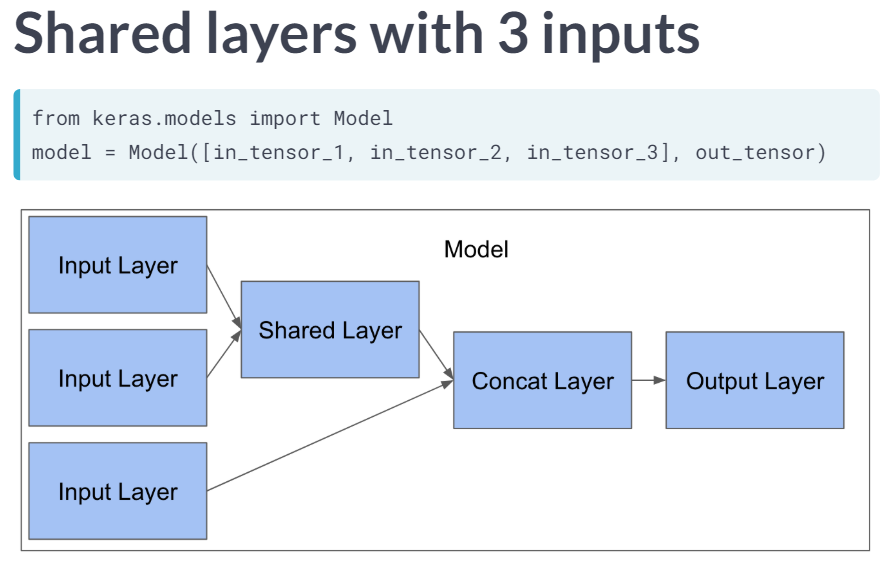 Shared layers with 3 inputs
from keras.models import Model
model = Model([in_tensor_1, in_tensor_2, in_tensor_3], out_tensor)
Model
Input Layer
Shared Layer
Input Layer
Concat Layer
Output Layer
Input Layer